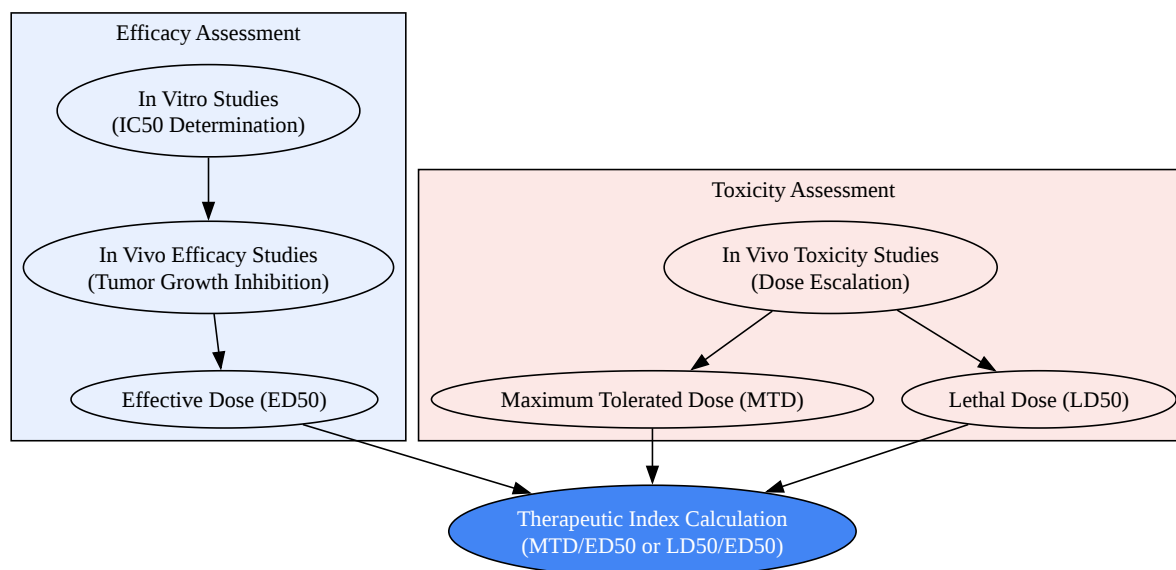 Efficacy Assessment
In Vitro Studies
(IC50 Determination)
In Vivo Efficacy Studies
(Tumor Growth Inhibition)
Effective Dose (ED50)
Toxicity Assessment
In Vivo Toxicity Studies
(Dose Escalation)
Maximum Tolerated Dose (MTD)
Lethal Dose (LD50)
Therapeutic Index Calculation
(MTD/ED50 or LD50/ED50)